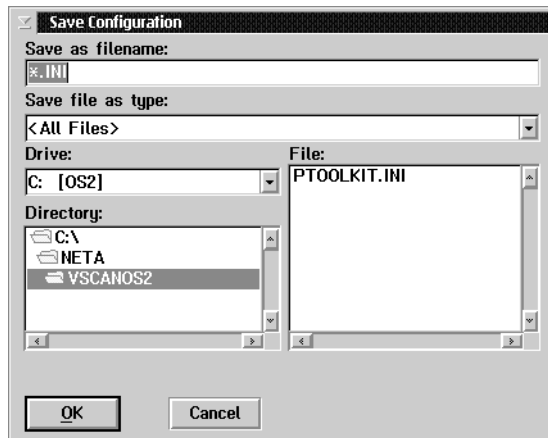 Save Configuration
Save as filename:
*.INI
Save file as type:
<All Files>
Drive:
File:
C: [OS2]
PTOOLKIT.INI
Directory:
C:\
NETA
VSCANOS2
OK
Cancel